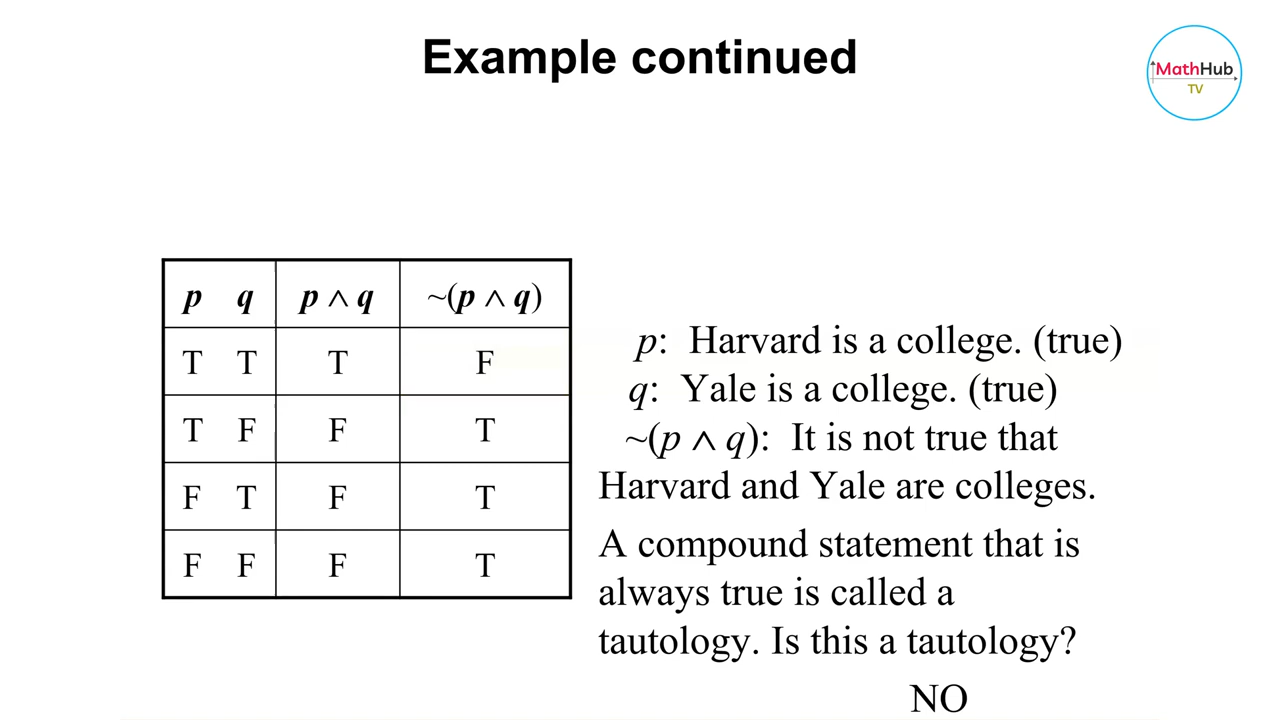 Example continued
MathHub
TV
p q p ∧ q ~(p ∧ q)
T T T F
T F F T
F T F T
F F F T
p: Harvard is a college. (true)
q: Yale is a college. (true)
~(p ∧ q): It is not true that
Harvard and Yale are colleges.
A compound statement that is
always true is called a
tautology. Is this a tautology?
NO